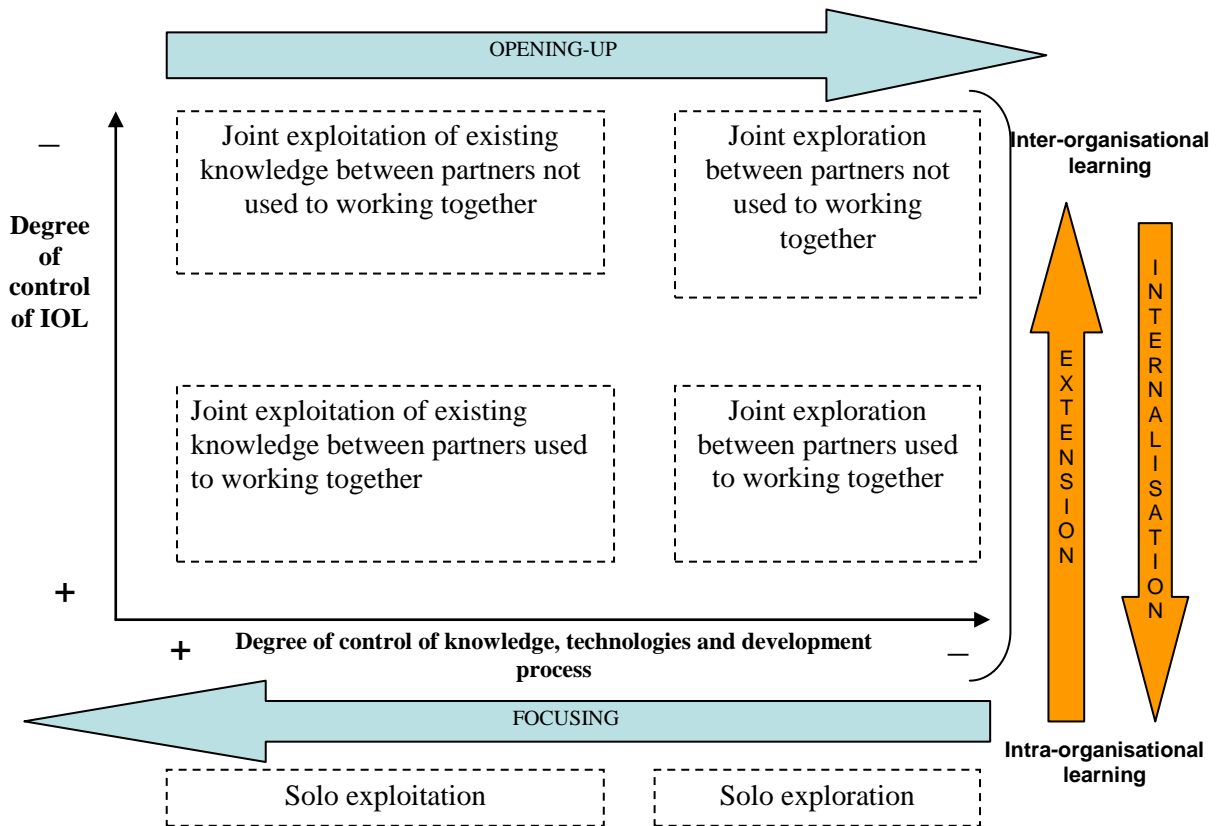 OPENING-UP
Joint exploitation of existing
knowledge between partners not
used to working together
Joint exploration
between partners not
used to working
together
Inter-organisational
learning
–
Degree
of
control
of IOL
+
Joint exploitation of existing
knowledge between partners used
to working together
Joint exploration
between partners used
to working together
EXTENSION
INTERNALISATION
+
Degree of control of knowledge, technologies and development
process
–
FOCUSING
Intra-organisational
learning
Solo exploitation
Solo exploration